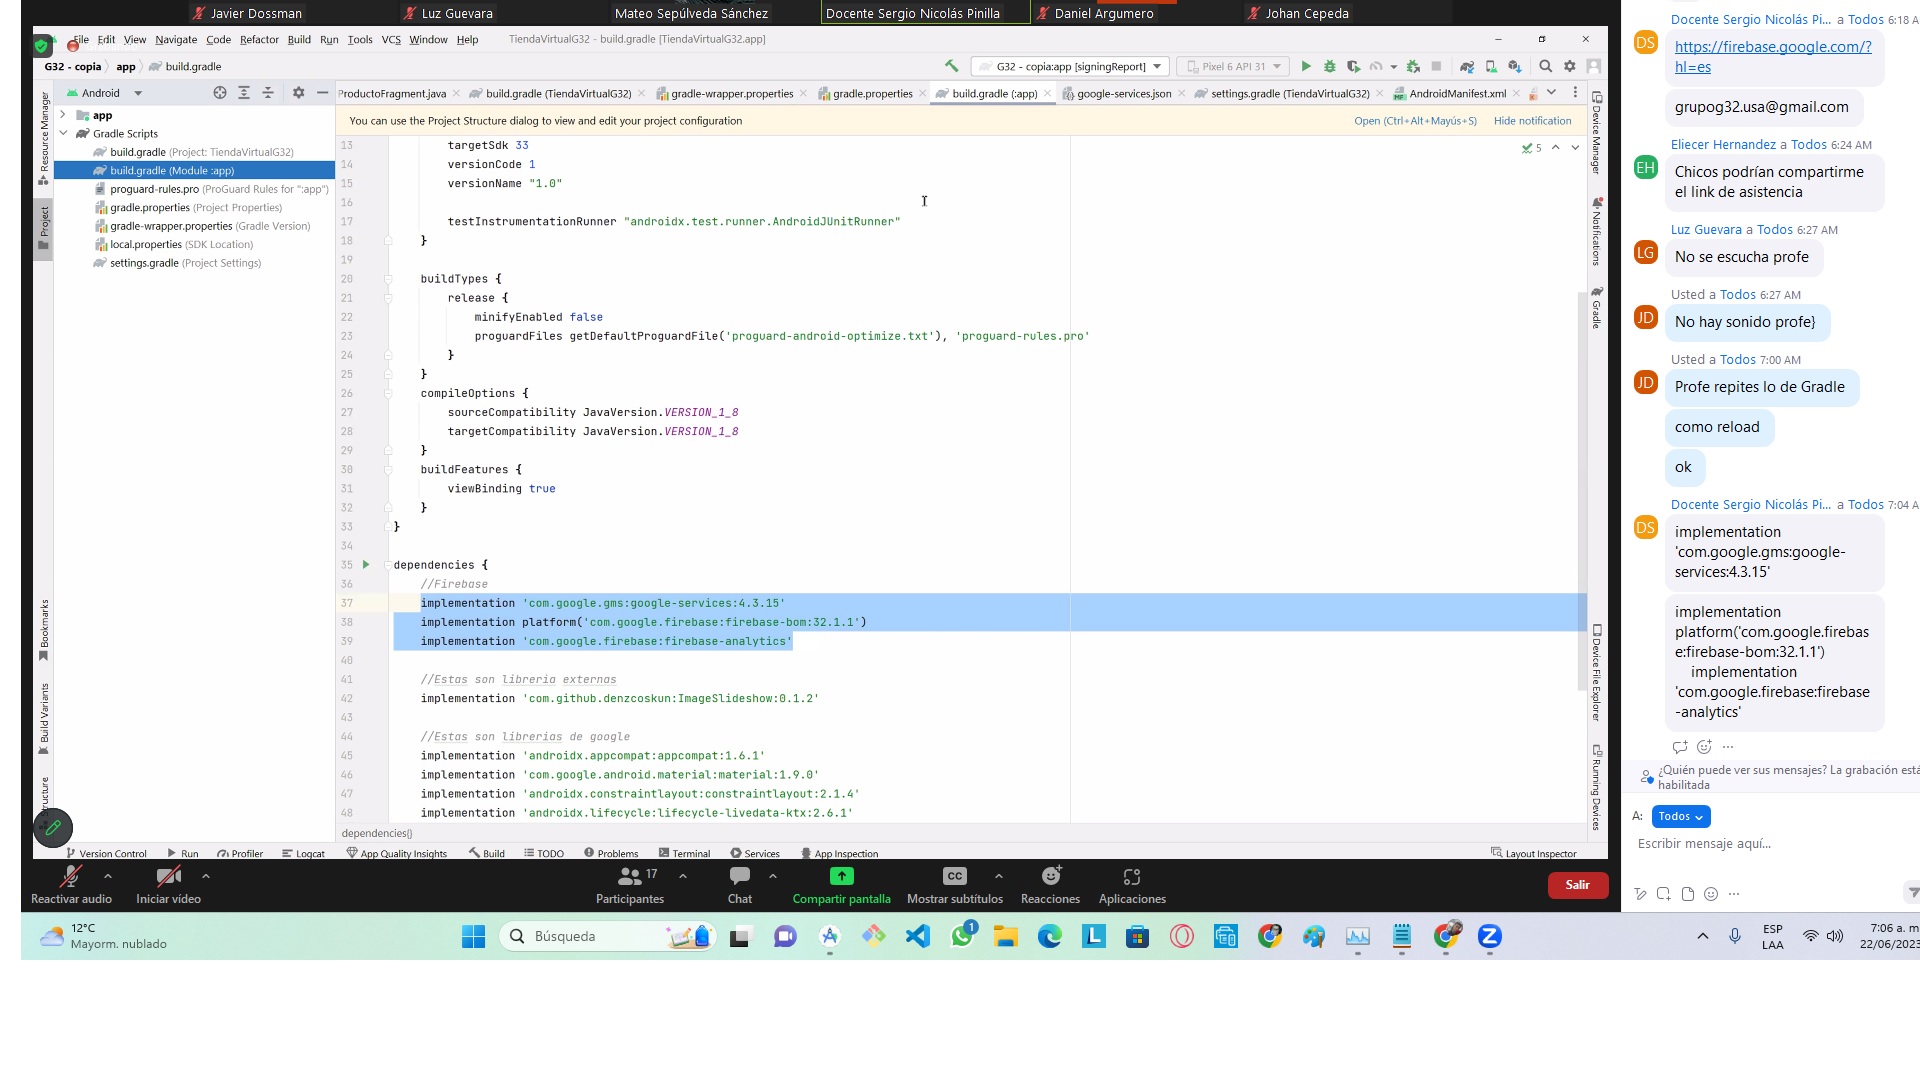 Javier Dossman
Luz Guevara
Mateo Sepúlveda Sánchez
Docente Sergio Nicolás Pinilla
Daniel Argumero
Johan Cepeda
File Edit View Navigate Code Refactor Build Run Tools VCS Window Help TiendaVirtualG32 - build.gradle [TiendaVirtualG32.app]
G32 - copia app build.gradle
G32 - copia:app [signingReport]
Pixel 6 API 31
Android
ProductoFragment.java
build.gradle (TiendaVirtualG32)
gradle-wrapper.properties
gradle.properties
build.gradle (:app)
google-services.json
settings.gradle (TiendaVirtualG32)
AndroidManifest.xml
You can use the Project Structure dialog to view and edit your project configuration
Open (Ctrl+Alt+Mayús+S)
Hide notification
Resource Manager
Project
Bookmarks
Build Variants
app
Gradle Scripts
build.gradle (Project: TiendaVirtualG32)
build.gradle (Module :app)
proguard-rules.pro (ProGuard Rules for ":app")
gradle.properties (Project Properties)
gradle-wrapper.properties (Gradle Version)
local.properties (SDK Location)
settings.gradle (Project Settings)
5
13 targetSdk 33
14 versionCode 1
15 versionName "1.0"
16
17 testInstrumentationRunner "androidx.test.runner.AndroidJUnitRunner"
18 }
19
20 buildTypes {
21 release {
22 minifyEnabled false
23 proguardFiles getDefaultProguardFile('proguard-android-optimize.txt'), 'proguard-rules.pro'
24 }
25 }
26 compileOptions {
27 sourceCompatibility JavaVersion.VERSION_1_8
28 targetCompatibility JavaVersion.VERSION_1_8
29 }
30 buildFeatures {
31 viewBinding true
32 }
33 }
34
35 dependencies {
36 //Firebase
37 implementation 'com.google.gms:google-services:4.3.15'
38 implementation platform('com.google.firebase:firebase-bom:32.1.1')
39 implementation 'com.google.firebase:firebase-analytics'
40
41 //Estas son libreria externas
42 implementation 'com.github.denzcoskun:ImageSlideshow:0.1.2'
43
44 //Estas son librerias de google
45 implementation 'androidx.appcompat:appcompat:1.6.1'
46 implementation 'com.google.android.material:material:1.9.0'
47 implementation 'androidx.constraintlayout:constraintlayout:2.1.4'
48 implementation 'androidx.lifecycle:lifecycle-livedata-ktx:2.6.1'
dependencies{}
Device Manager
Notifications
Gradle
Device File Explorer
Running Devices
Version Control Run Profiler Logcat App Quality Insights Build TODO Problems Terminal Services App Inspection Layout Inspector
Reactivar audio
Iniciar video
17
Participantes
Chat
Compartir pantalla
CC
Mostrar subtítulos
Reacciones
Aplicaciones
Salir
Docente Sergio Nicolás Pi... a Todos 6:18 A
DS
https://firebase.google.com/?
hl=es
grupog32.usa@gmail.com
Eliecer Hernandez a Todos 6:24 AM
EH
Chicos podrían compartirme
el link de asistencia
Luz Guevara a Todos 6:27 AM
LG
No se escucha profe
Usted a Todos 6:27 AM
JD
No hay sonido profe}
Usted a Todos 7:00 AM
JD
Profe repites lo de Gradle
como reload
ok
Docente Sergio Nicolás Pi... a Todos 7:04 A
DS
implementation
'com.google.gms:google-
services:4.3.15'
implementation
platform('com.google.fireba
e:firebase-bom:32.1.1')
implementation
'com.google.firebase:firebase
-analytics'
¿Quién puede ver sus mensajes? La grabación está
habilitada
A: Todos
Escribir mensaje aquí...
12°C
Mayorm. nublado
Búsqueda
1
ESP
LAA
7:06 a. m
22/06/2023